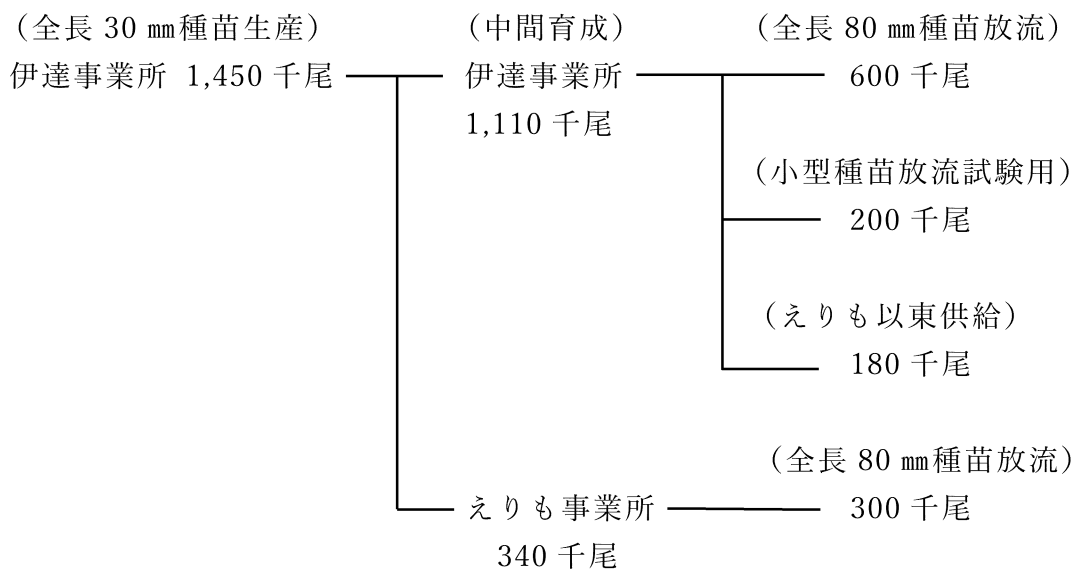 (全長 30 ㎜種苗生産)
伊達事業所 1,450 千尾
(中間育成)
伊達事業所
1,110 千尾
(全長 80 ㎜種苗放流)
600 千尾
(小型種苗放流試験用)
200 千尾
(えりも以東供給)
180 千尾
えりも事業所
340 千尾
(全長 80 ㎜種苗放流)
300 千尾